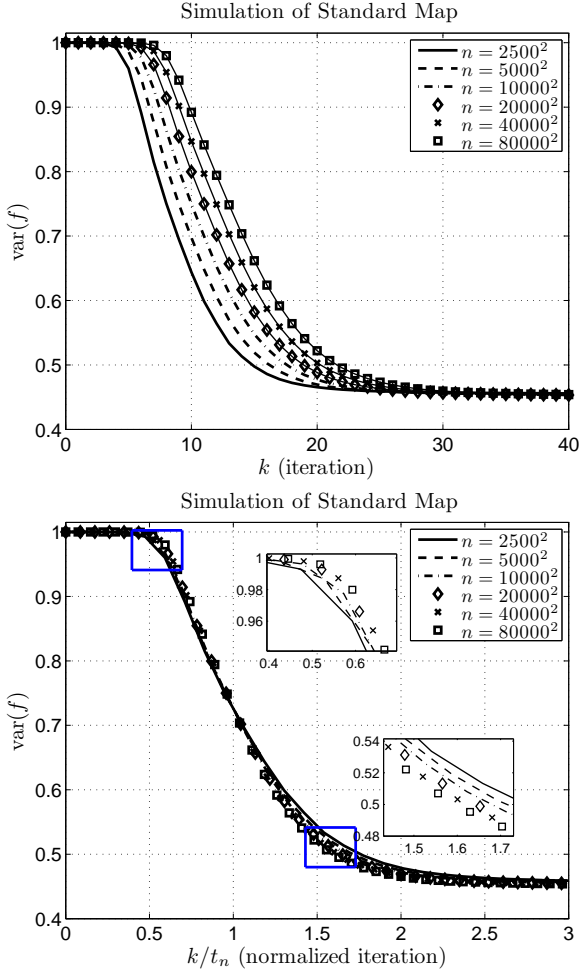 Simulation of Standard Map
1
0.9
0.8
0.7
0.6
0.5
0.4
var(f)
n = 2500²
n = 5000²
n = 10000²
n = 20000²
n = 40000²
n = 80000²
0 10 20 30 40
k (iteration)
Simulation of Standard Map
1
0.9
0.8
0.7
0.6
0.5
0.4
var(f)
n = 2500²
n = 5000²
n = 10000²
n = 20000²
n = 40000²
n = 80000²
1
0.98
0.96
0.4 0.5 0.6
0.54
0.52
0.5
0.48
1.5 1.6 1.7
0 0.5 1 1.5 2 2.5 3
k/tₙ (normalized iteration)